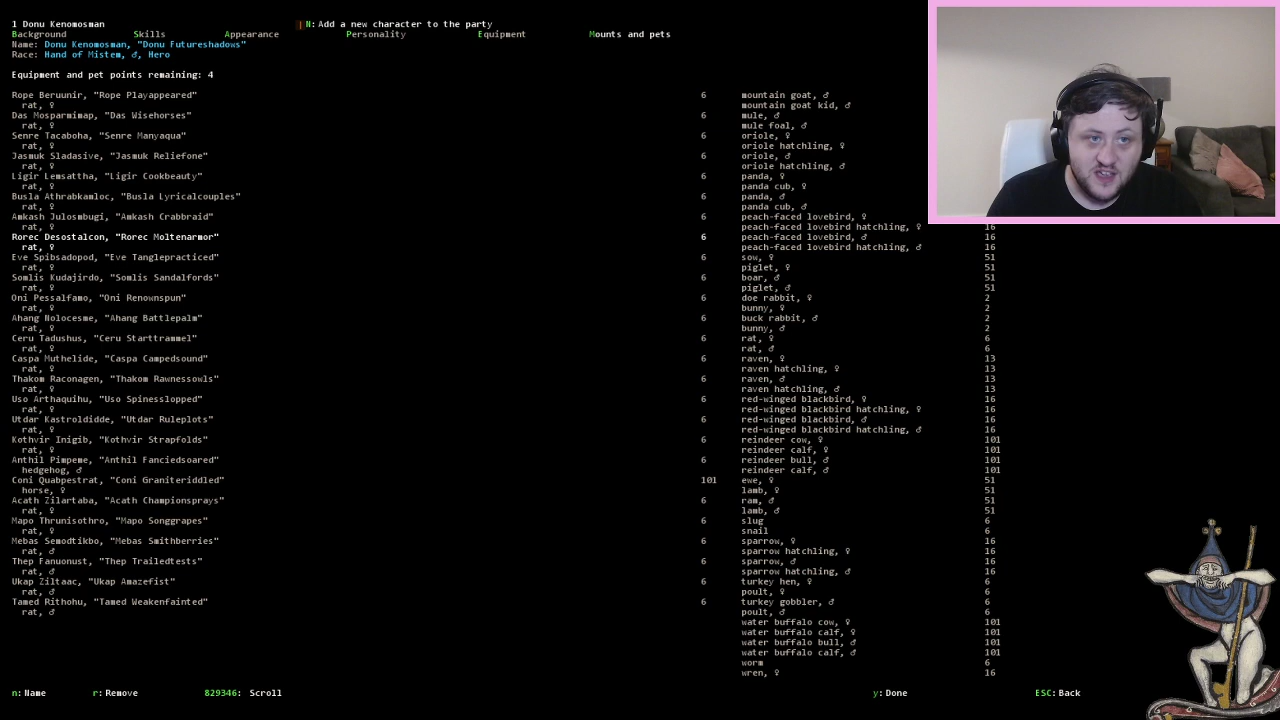 1 Donu Kenomosman
N: Add a new character to the party
Background Skills Appearance Personality Equipment Mounts and pets
Name: Donu Kenomosman, "Donu Futureshadows"
Race: Hand of Mistem, ♂, Hero
Equipment and pet points remaining: 4
Rope Beruunir, "Rope Playappeared" 6
rat, ♀
Das Mosparmimap, "Das Wisehorses" 6
rat, ♀
Senre Tacaboha, "Senre Manyaqua" 6
rat, ♀
Jasmuk Sladasive, "Jasmuk Reliefone" 6
rat, ♀
Ligir Lemsattha, "Ligir Cookbeauty" 6
rat, ♀
Busla Athrabkamloc, "Busla Lyricalcouples" 6
rat, ♀
Amkash Julosmbugi, "Amkash Crabbraid" 6
rat, ♀
Rorec Desostalcon, "Rorec Moltenarmor" 6
rat, ♀
Eve Spibsadopod, "Eve Tanglepracticed" 6
rat, ♀
Somlis Kudajirdo, "Somlis Sandalfords" 6
rat, ♀
Oni Pessalfamo, "Oni Renownspun" 6
rat, ♀
Ahang Nolocesme, "Ahang Battlepalm" 6
rat, ♀
Ceru Tadushus, "Ceru Starttrammel" 6
rat, ♀
Caspa Muthelide, "Caspa Campedsound" 6
rat, ♀
Thakom Raconagen, "Thakom Rawnessowls" 6
rat, ♀
Uso Arthaquihu, "Uso Spinesslopped" 6
rat, ♀
Utdar Kastroldidde, "Utdar Ruleplots" 6
rat, ♀
Kothvir Inigib, "Kothvir Strapfolds" 6
rat, ♀
Anthil Pimpeme, "Anthil Fanciedsoared" 6
hedgehog, ♂
Coni Quabpestrat, "Coni Graniteriddled" 101
horse, ♀
Acath Zilartaba, "Acath Championsprays" 6
rat, ♀
Mapo Thrunisothro, "Mapo Songgrapes" 6
rat, ♀
Mebas Semodtikbo, "Mebas Smithberries" 6
rat, ♂
Thep Fanuonust, "Thep Trailedtests" 6
rat, ♂
Ukap Ziltaac, "Ukap Amazefist" 6
rat, ♂
Tamed Rithohu, "Tamed Weakenfainted" 6
rat, ♂
mountain goat, ♂
mountain goat kid, ♂
mule, ♂
mule foal, ♂
oriole, ♀
oriole hatchling, ♀
oriole, ♂
oriole hatchling, ♂
panda, ♀
panda cub, ♀
panda, ♂
panda cub, ♂
peach-faced lovebird, ♀
peach-faced lovebird hatchling, ♀ 16
peach-faced lovebird, ♂ 16
peach-faced lovebird hatchling, ♂ 16
sow, ♀ 51
piglet, ♀ 51
boar, ♂ 51
piglet, ♂ 51
doe rabbit, ♀ 2
bunny, ♀ 2
buck rabbit, ♂ 2
bunny, ♂ 2
rat, ♀ 6
rat, ♂ 6
raven, ♀ 13
raven hatchling, ♀ 13
raven, ♂ 13
raven hatchling, ♂ 13
red-winged blackbird, ♀ 16
red-winged blackbird hatchling, ♀ 16
red-winged blackbird, ♂ 16
red-winged blackbird hatchling, ♂ 16
reindeer cow, ♀ 101
reindeer calf, ♀ 101
reindeer bull, ♂ 101
reindeer calf, ♂ 101
ewe, ♀ 51
lamb, ♀ 51
ram, ♂ 51
lamb, ♂ 51
slug 6
snail 6
sparrow, ♀ 16
sparrow hatchling, ♀ 16
sparrow, ♂ 16
sparrow hatchling, ♂ 16
turkey hen, ♀ 6
poult, ♀ 6
turkey gobbler, ♂ 6
poult, ♂ 6
water buffalo cow, ♀ 101
water buffalo calf, ♀ 101
water buffalo bull, ♂ 101
water buffalo calf, ♂ 101
worm 6
wren, ♀ 16
n: Name r: Remove 829346: Scroll y: Done ESC: Back